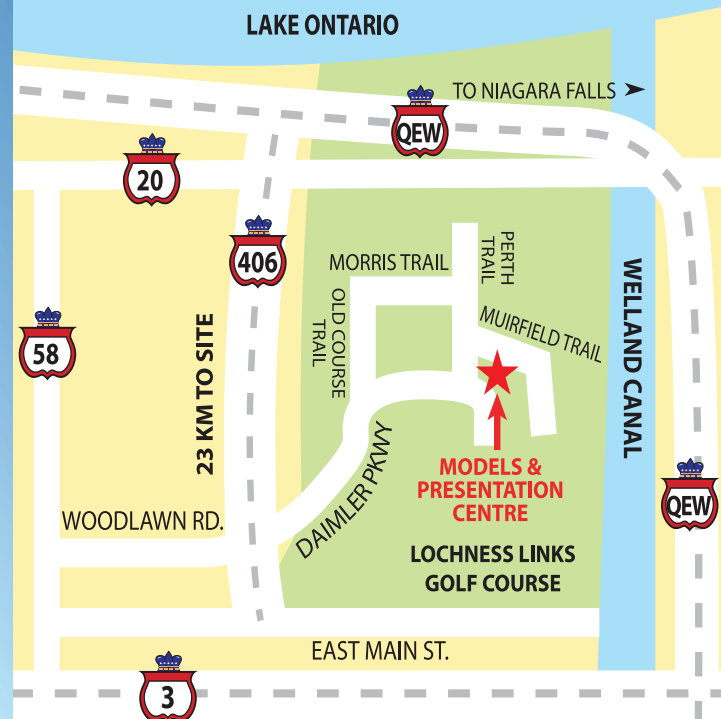 LAKE ONTARIO
TO NIAGARA FALLS
QEW
20
406
PERTH
TRAIL
MORRIS TRAIL
OLD COURSE
TRAIL
MUIRFIELD TRAIL
WELLAND CANAL
58
23 KM TO SITE
MODELS &
PRESENTATION
CENTRE
DAIMLER PKWY
QEW
WOODLAWN RD.
LOCHNESS LINKS
GOLF COURSE
EAST MAIN ST.
3